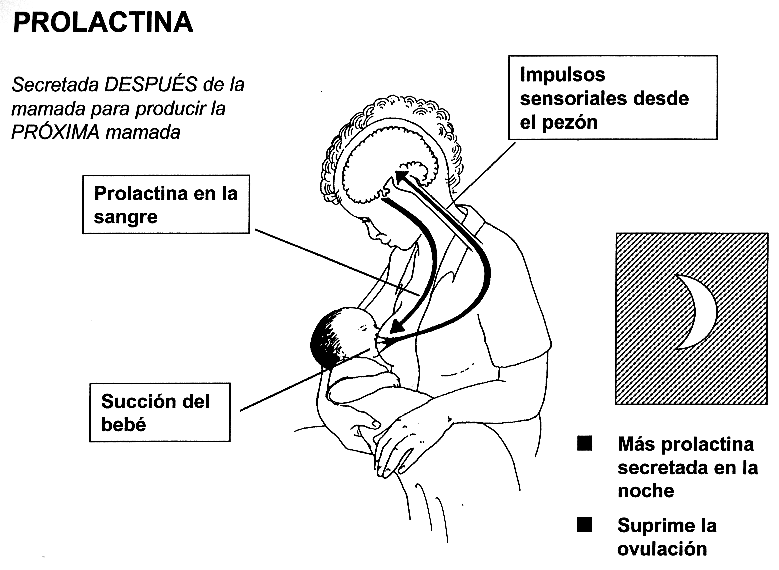 PROLACTINA
Secretada DESPUÉS de la
mamada para producir la
PRÓXIMA mamada
Impulsos
sensoriales desde
el pezón
Prolactina en la
sangre
Succión del
bebé
Más prolactina
secretada en la
noche
Suprime la
ovulación